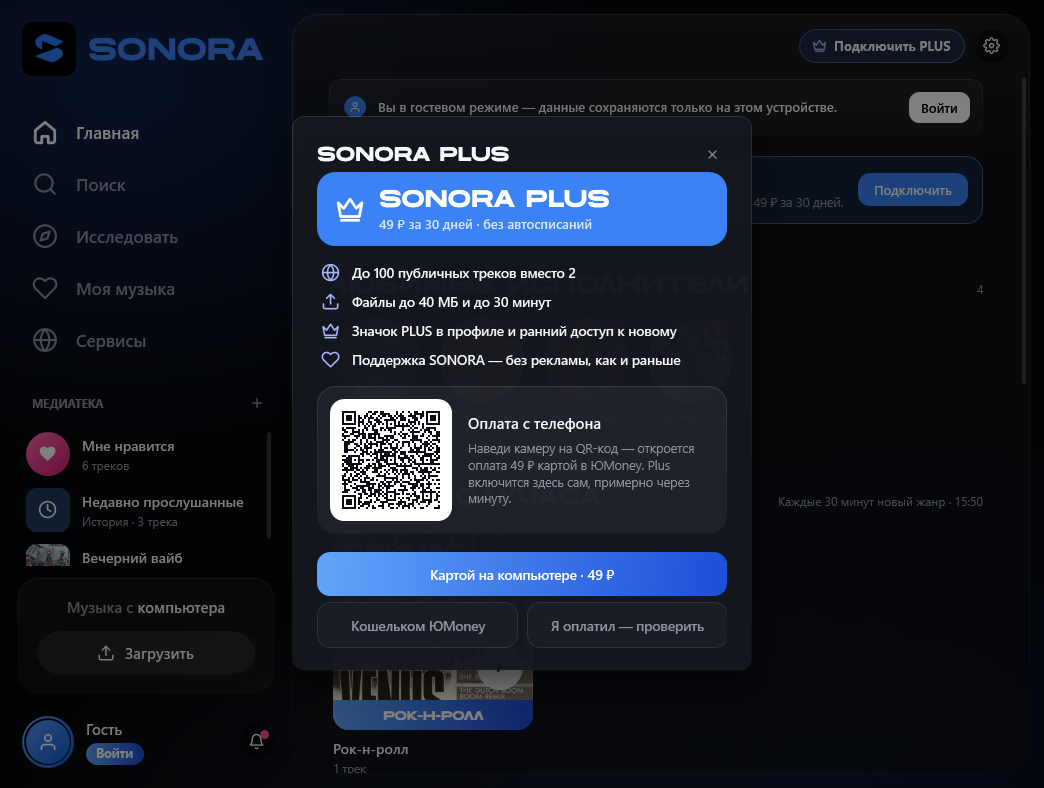 SONORA
Подключить PLUS
Вы в гостевом режиме — данные сохраняются только на этом устройстве.
Войти
Главная
Поиск
Исследовать
Моя музыка
Сервисы
МЕДИАТЕКА
Мне нравится
6 треков
Недавно прослушанные
История · 3 трека
Вечерний вайб
Музыка с компьютера
Загрузить
Гость
Войти
49 ₽ за 30 дней.
Подключить
ИСПОЛНИТЕЛИ
4
SONORA PLUS
SONORA PLUS
49 ₽ за 30 дней · без автосписаний
До 100 публичных треков вместо 2
Файлы до 40 МБ и до 30 минут
Значок PLUS в профиле и ранний доступ к новому
Поддержка SONORA — без рекламы, как и раньше
Оплата с телефона
Наведи камеру на QR-код — откроется
оплата 49 ₽ картой в ЮMoney. Plus
включится здесь сам, примерно через
минуту.
Каждые 30 минут новый жанр · 15:50
Картой на компьютере · 49 ₽
Кошельком ЮMoney
Я оплатил — проверить
THE DUTCH BOOM
BOOM REMIX
РОК-Н-РОЛЛ
Рок-н-ролл
1 трек